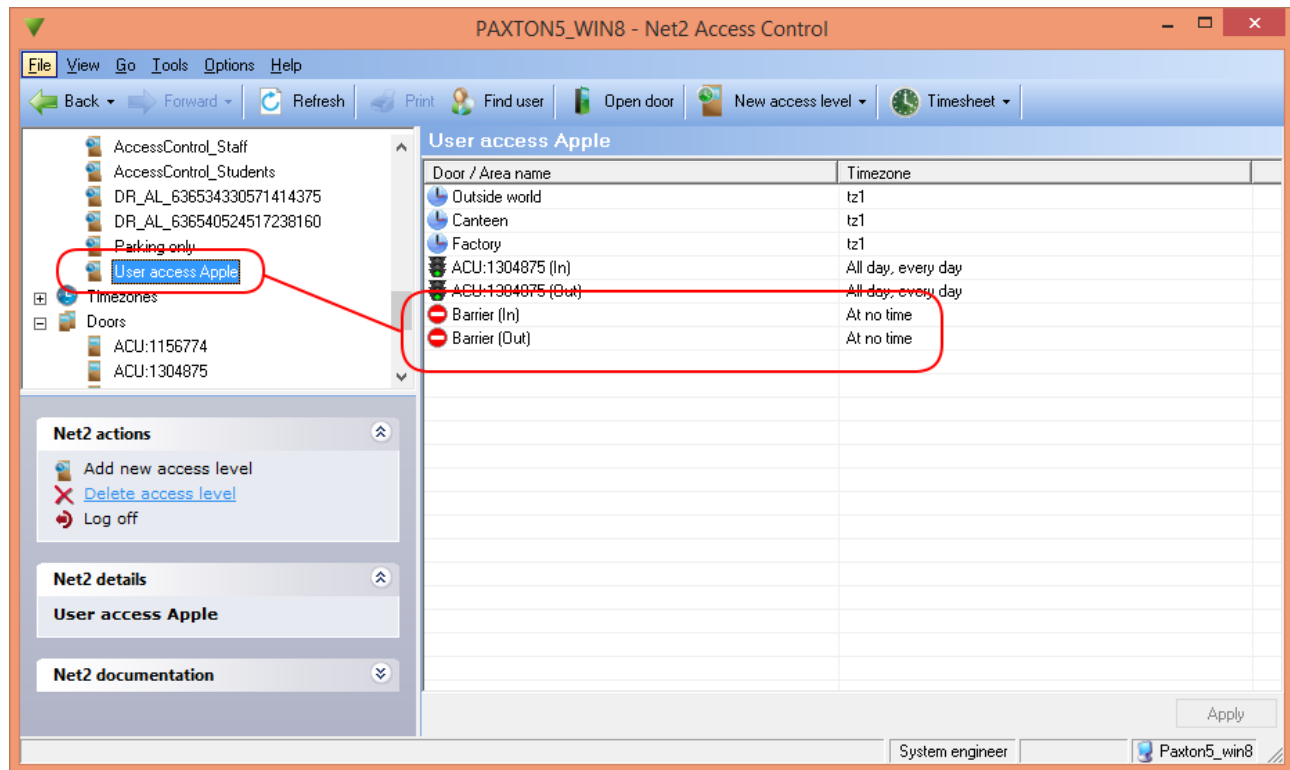 PAXTON5_WIN8 - Net2 Access Control
File View Go Tools Options Help
Back Forward Refresh Print Find user Open door New access level Timesheet
AccessControl_Staff
AccessControl_Students
DR_AL_636534330571414375
DR_AL_636540524517238160
Parking only
User access Apple
Timezones
Doors
ACU:1156774
ACU:1304875
Net2 actions
Add new access level
Delete access level
Log off
Net2 details
User access Apple
Net2 documentation
User access Apple
Door / Area name Timezone
Outside world tz1
Canteen tz1
Factory tz1
ACU:1304875 (In) All day, every day
ACU:1304875 (Out) All day, every day
Barrier (In) At no time
Barrier (Out) At no time
Apply
System engineer Paxton5_win8